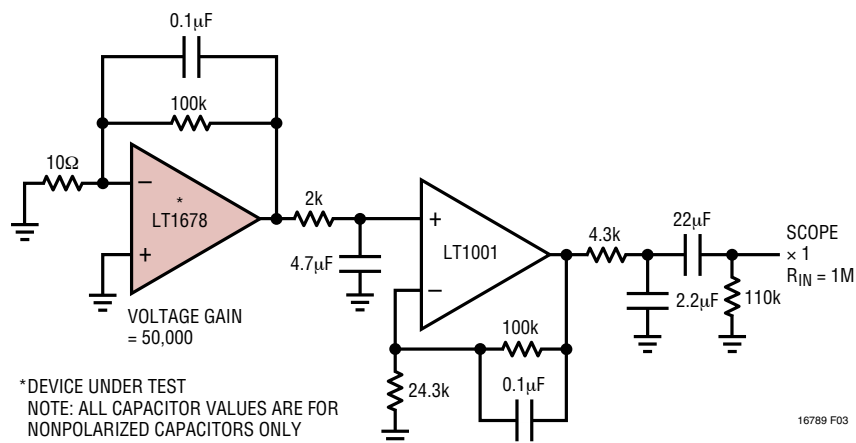 0.1µF
100k
10Ω
−
*
LT1678
+
VOLTAGE GAIN
= 50,000
2k
4.7µF
+
LT1001
−
4.3k
22µF
SCOPE
× 1
RIN = 1M
2.2µF
110k
100k
24.3k
0.1µF
*DEVICE UNDER TEST
NOTE: ALL CAPACITOR VALUES ARE FOR
NONPOLARIZED CAPACITORS ONLY
16789 F03